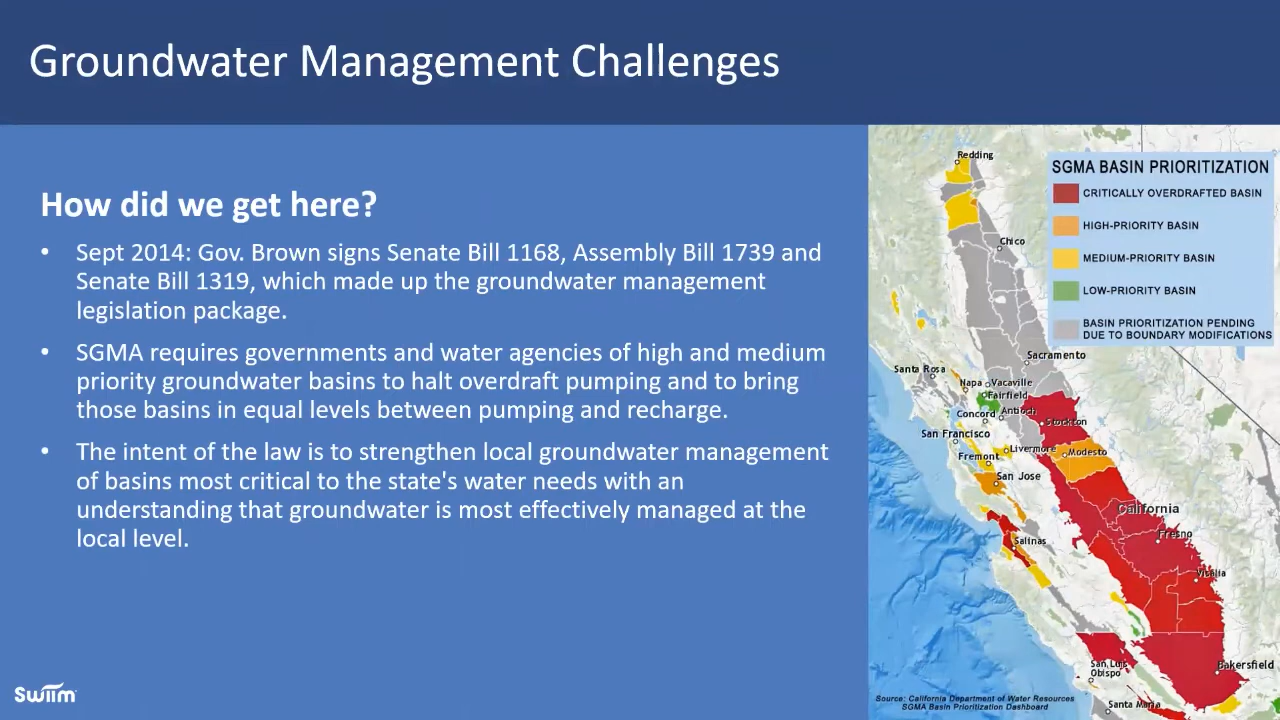 Groundwater Management Challenges
How did we get here?
• Sept 2014: Gov. Brown signs Senate Bill 1168, Assembly Bill 1739 and
Senate Bill 1319, which made up the groundwater management
legislation package.
• SGMA requires governments and water agencies of high and medium
priority groundwater basins to halt overdraft pumping and to bring
those basins in equal levels between pumping and recharge.
• The intent of the law is to strengthen local groundwater management
of basins most critical to the state's water needs with an
understanding that groundwater is most effectively managed at the
local level.
Swiim
SGMA BASIN PRIORITIZATION
CRITICALLY OVERDRAFTED BASIN
HIGH-PRIORITY BASIN
MEDIUM-PRIORITY BASIN
LOW-PRIORITY BASIN
BASIN PRIORITIZATION PENDING
DUE TO BOUNDARY MODIFICATIONS
Redding
Chico
Sacramento
Santa Rosa
Napa
Vacaville
Fairfield
Concord
Antioch
Stockton
San Francisco
Livermore
Modesto
Fremont
San Jose
California
Fresno
Salinas
Visalia
San Luis
Obispo
Bakersfield
Santa Maria
Source: California Department of Water Resources
SGMA Basin Prioritization Dashboard